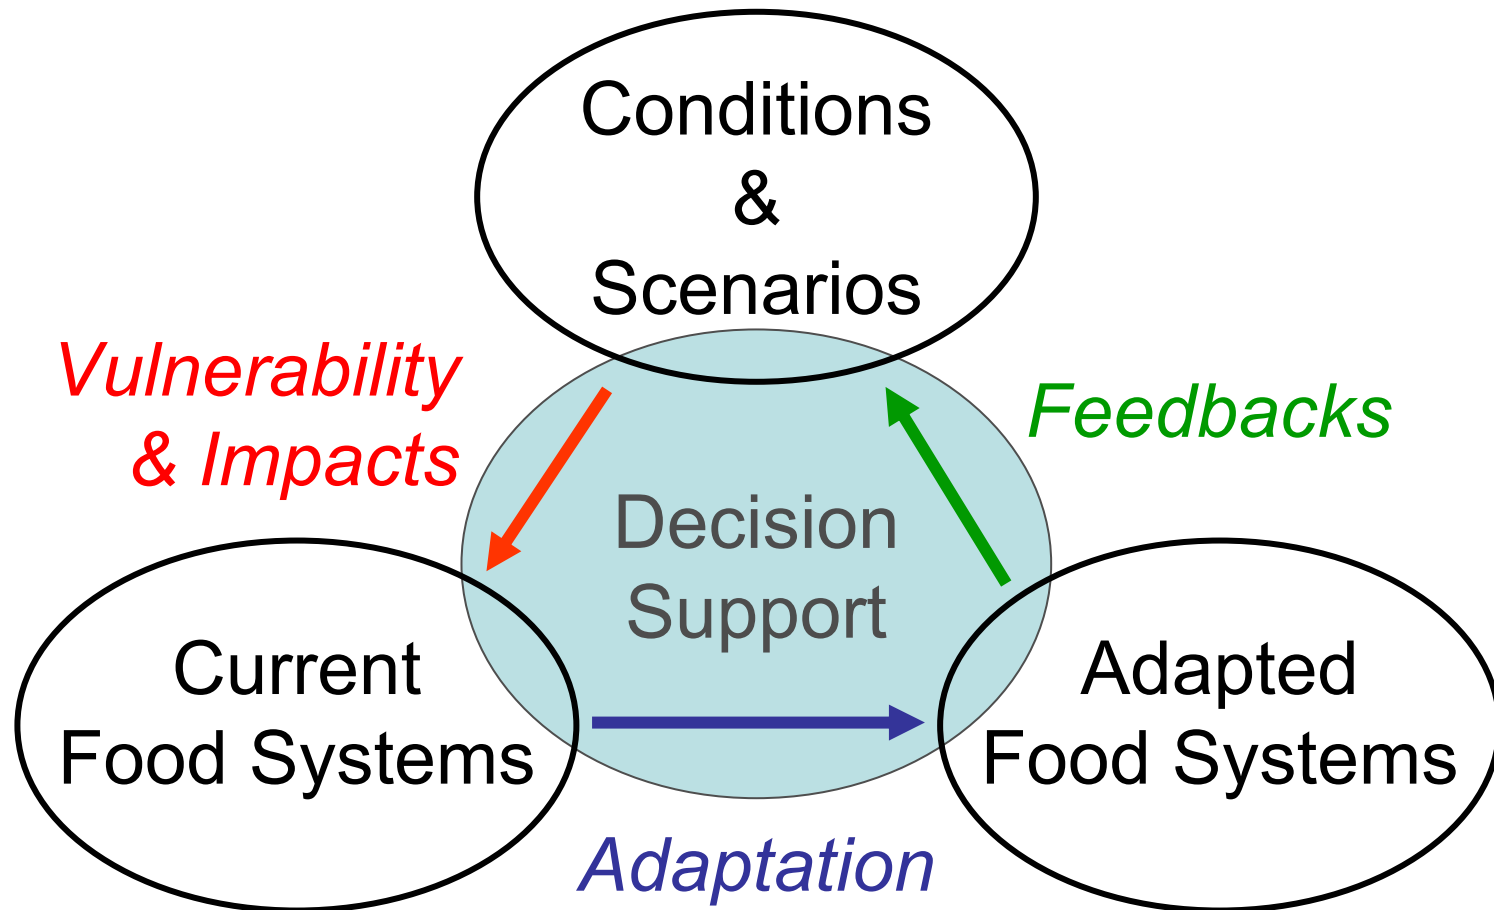 Conditions
&
Scenarios
Vulnerability
& Impacts
Feedbacks
Decision
Support
Current
Food Systems
Adapted
Food Systems
Adaptation